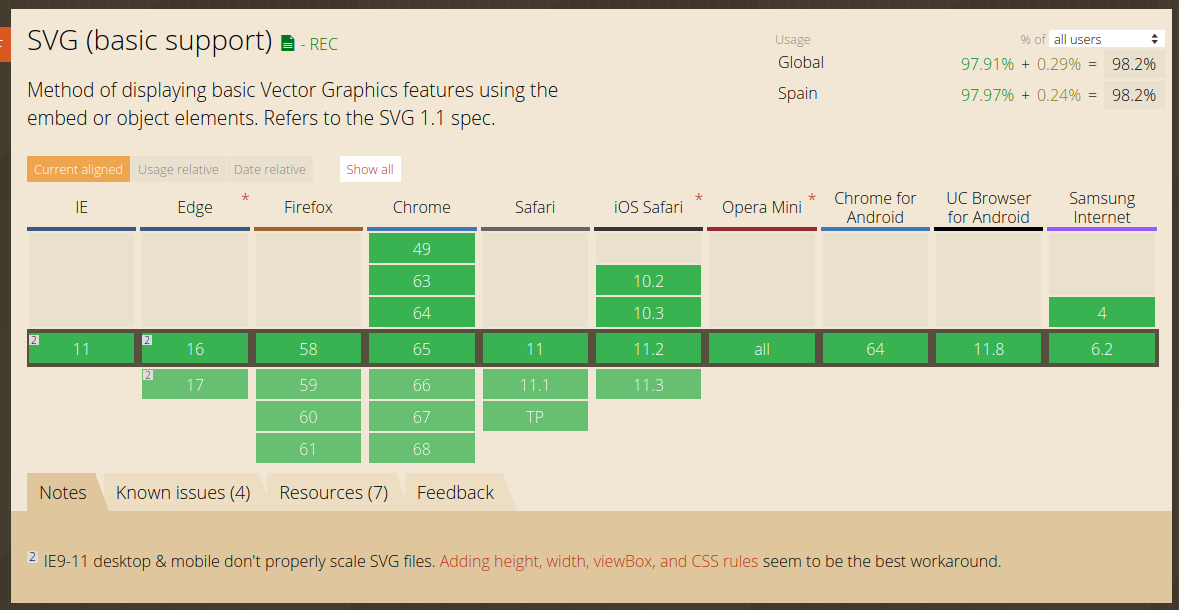 SVG (basic support) - REC
Usage % of all users
Global 97.91% + 0.29% = 98.2%
Spain 97.97% + 0.24% = 98.2%
Method of displaying basic Vector Graphics features using the
embed or object elements. Refers to the SVG 1.1 spec.
Current aligned Usage relative Date relative Show all
IE Edge * Firefox Chrome Safari iOS Safari * Opera Mini * Chrome for Android UC Browser for Android Samsung Internet
49
63 10.2
64 10.3 4
2 11 2 16 58 65 11 11.2 all 64 11.8 6.2
2 17 59 66 11.1 11.3
60 67 TP
61 68
Notes Known issues (4) Resources (7) Feedback
2 IE9-11 desktop & mobile don't properly scale SVG files. Adding height, width, viewBox, and CSS rules seem to be the best workaround.